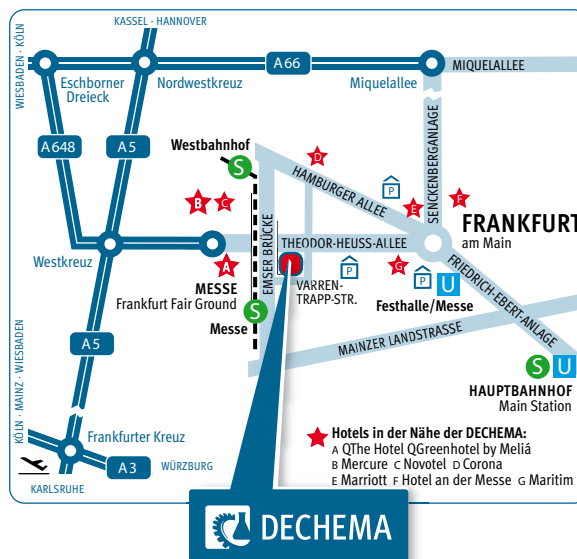 KASSEL · HANNOVER
WIESBADEN · KÖLN
A66
MIQUELALLEE
Eschborner
Dreieck
Nordwestkreuz
Miquelallee
A648
A5
Westbahnhof
S
D
HAMBURGER ALLEE
SENCKENBERGANLAGE
P
B
C
E
F
EMSER BRÜCKE
FRANKFURT
am Main
THEODOR-HEUSS-ALLEE
Westkreuz
A
G
P
P
MESSE
Frankfurt Fair Ground
VARREN-
TRAPP-STR.
Festhalle/Messe
U
FRIEDRICH-EBERT-ANLAGE
S
Messe
A5
MAINZER LANDSTRASSE
S U
HAUPTBAHNHOF
Main Station
KÖLN · MAINZ · WIESBADEN
Frankfurter Kreuz
A3
WÜRZBURG
KARLSRUHE
Hotels in der Nähe der DECHEMA:
A QThe Hotel QGreenhotel by Meliá
B Mercure C Novotel D Corona
E Marriott F Hotel an der Messe G Maritim
DECHEMA